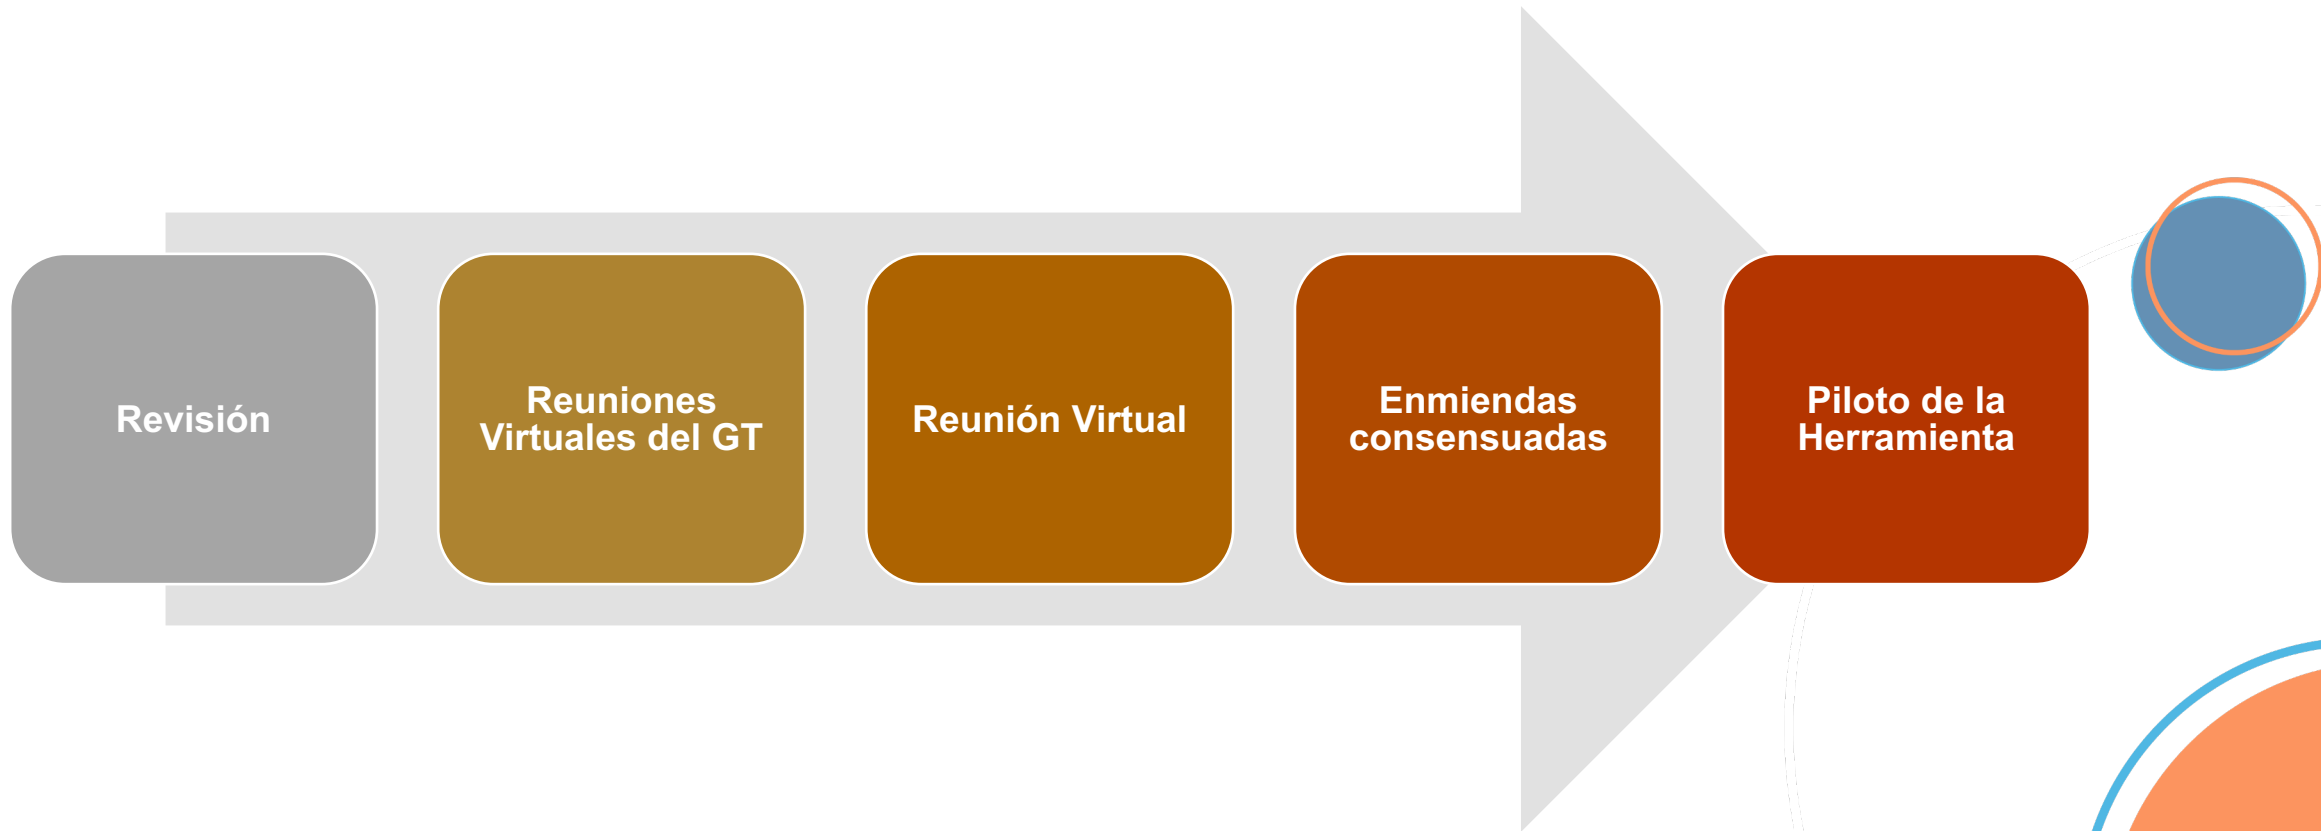 Revisión
Reuniones
Virtuales del GT
Reunión Virtual
Enmiendas
consensuadas
Piloto de la
Herramienta